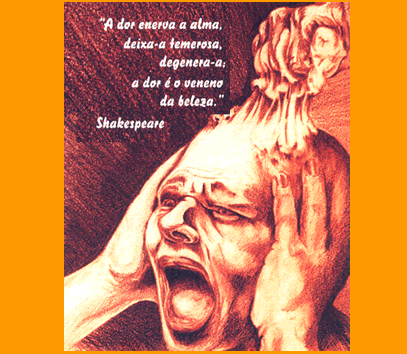 "A dor enerva a alma,
deixa-a temerosa,
degenera-a;
a dor é o veneno
da beleza."
Shakespeare